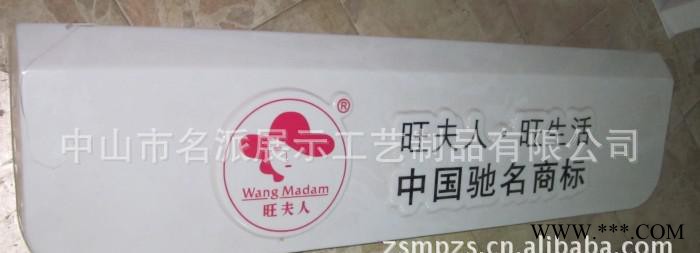 旺夫人·旺生活
中国驰名商标
®
Wang Madam
旺夫人
中山市名派展示工艺制品有限公司
www.***.COM
zsmpzs.cn.alibaba.com